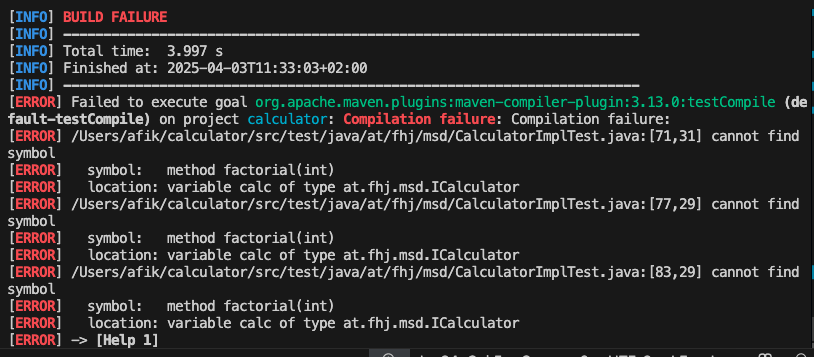 [INFO] BUILD FAILURE
[INFO] ------------------------------------------------------------------------
[INFO] Total time:  3.997 s
[INFO] Finished at: 2025-04-03T11:33:03+02:00
[INFO] ------------------------------------------------------------------------
[ERROR] Failed to execute goal org.apache.maven.plugins:maven-compiler-plugin:3.13.0:testCompile (de
fault-testCompile) on project calculator: Compilation failure: Compilation failure:
[ERROR] /Users/afik/calculator/src/test/java/at/fhj/msd/CalculatorImplTest.java:[71,31] cannot find
symbol
[ERROR]   symbol:   method factorial(int)
[ERROR]   location: variable calc of type at.fhj.msd.ICalculator
[ERROR] /Users/afik/calculator/src/test/java/at/fhj/msd/CalculatorImplTest.java:[77,29] cannot find
symbol
[ERROR]   symbol:   method factorial(int)
[ERROR]   location: variable calc of type at.fhj.msd.ICalculator
[ERROR] /Users/afik/calculator/src/test/java/at/fhj/msd/CalculatorImplTest.java:[83,29] cannot find
symbol
[ERROR]   symbol:   method factorial(int)
[ERROR]   location: variable calc of type at.fhj.msd.ICalculator
[ERROR] -> [Help 1]